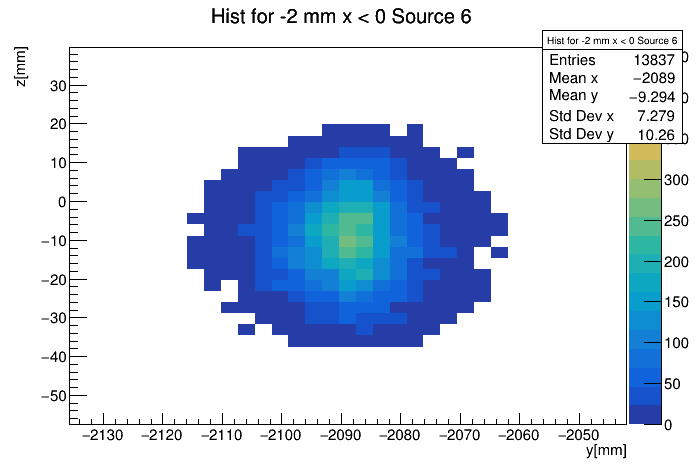 Hist for -2 mm x < 0 Source 6
z[mm]
Hist for -2 mm x < 0 Source 6
Entries 13837
Mean x −2089
Mean y −9.294
Std Dev x 7.279
Std Dev y 10.26
30
20
10
0
−10
−20
−30
−40
−50
300
250
200
150
100
50
0
−2130 −2120 −2110 −2100 −2090 −2080 −2070 −2060 −2050
y[mm]